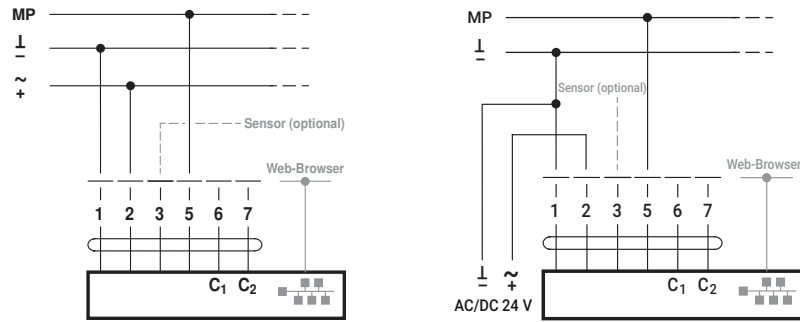 MP
⊥
–
~
+
Sensor (optional)
Web-Browser
1 2 3 5 6 7
C₁ C₂
MP
⊥
–
Sensor (optional)
Web-Browser
1 2 3 5 6 7
⊥ ~
– +
AC/DC 24 V
C₁ C₂